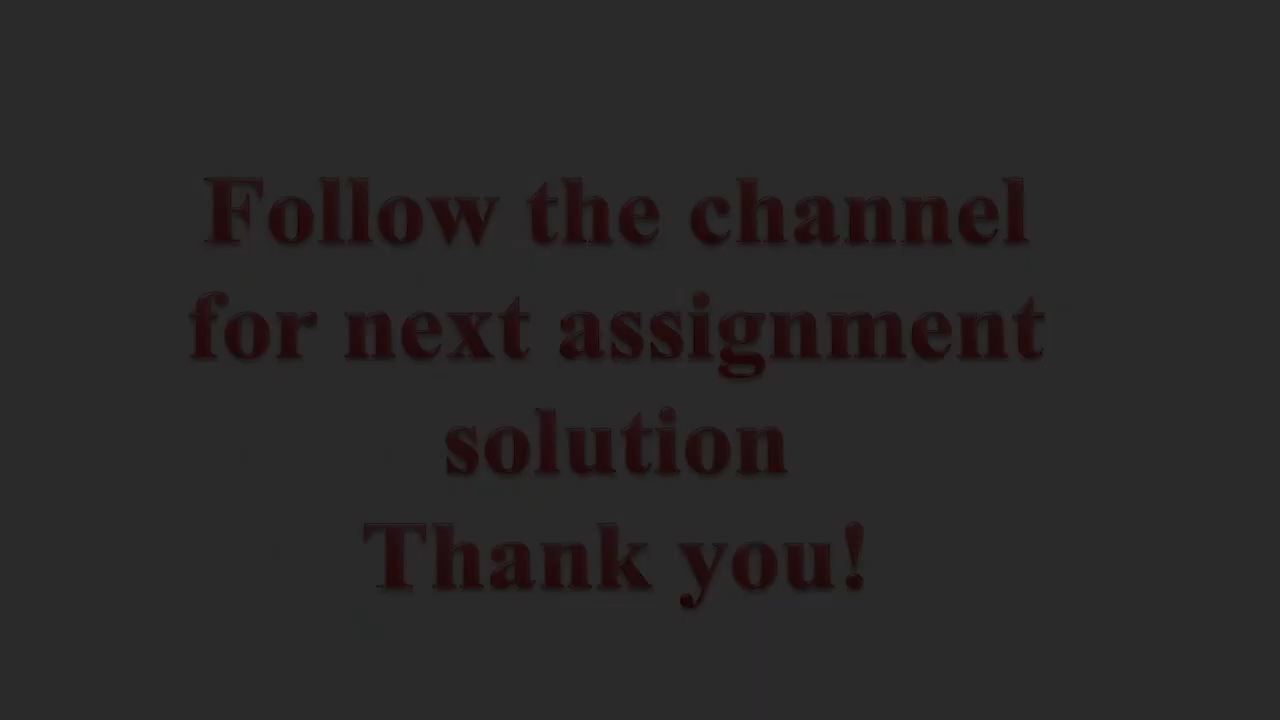 Follow the channel
for next assignment
solution
Thank you!